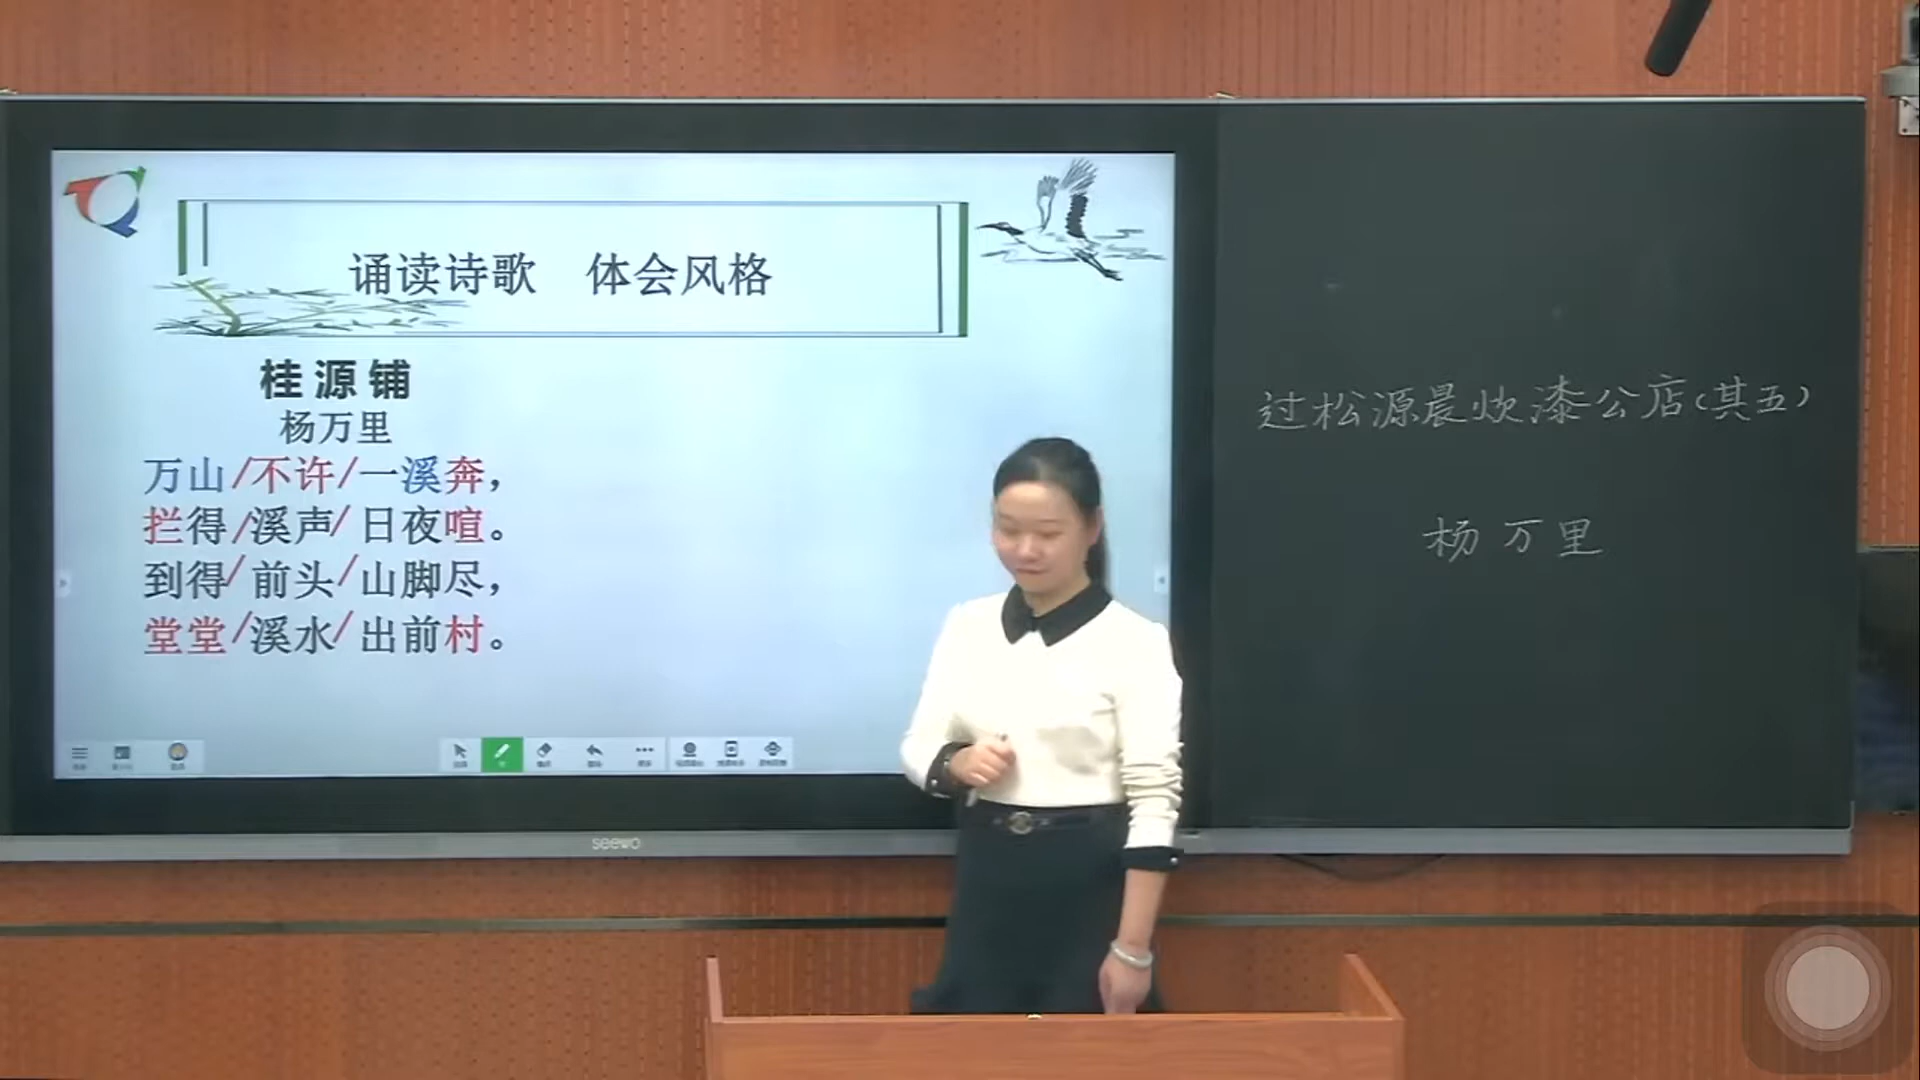 诵读诗歌 体会风格
桂源铺
杨万里
万山/不许/一溪奔，
拦得/溪声/日夜喧。
到得/前头/山脚尽，
堂堂/溪水/出前村。
seewo
过松源晨炊漆公店(其五)
杨万里